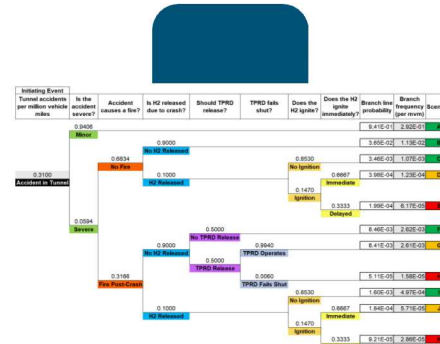 Initiating Event
Tunnel accidents per million vehicle miles
Is the accident severs?
Accident causes a fire?
Is H2 released due to crash?
Should TPRD release?
TPRD fails shut?
Does the H2 ignite?
Does the H2 ignite immediately?
Branch line probability
Branch frequency (per mvm)
0.9406
9.41E-01 2.92E-01
Minor
0.9000
3.65E-02 1.13E-02
No H2 Released
0.6834
0.8530
3.46E-03 1.07E-03
No Fire
No Ignition
0.3100
0.1000
0.6667
3.98E-04 1.23E-04
Accident in Tunnel
H2 Released
Immediate
0.1470
Ignition
0.3333
1.99E-04 6.17E-05
Delayed
0.0594
0.5000
8.46E-03 2.62E-03
Severe
No TPRD Release
0.9000
0.9940
8.41E-03 2.61E-03
No H2 Released
TPRD Operates
0.5000
TPRD Release
0.3166
0.0060
5.11E-05 1.58E-05
Fire Post-Crash
TPRD Fails Shut
0.8530
1.60E-03 4.97E-04
No Ignition
0.1000
0.6667
1.84E-04 5.71E-05
H2 Released
Immediate
0.1470
Ignition
0.3333
9.21E-05 2.86E-05